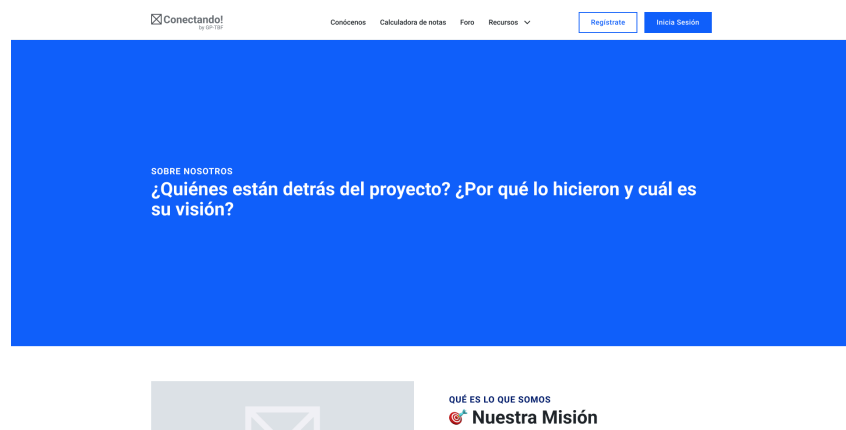 Conectando!
by GP-TBF
Conócenos Calculadora de notas Foro Recursos
Regístrate
Inicia Sesión
SOBRE NOSOTROS
¿Quiénes están detrás del proyecto? ¿Por qué lo hicieron y cuál es
su visión?
QUÉ ES LO QUE SOMOS
🎯 Nuestra Misión